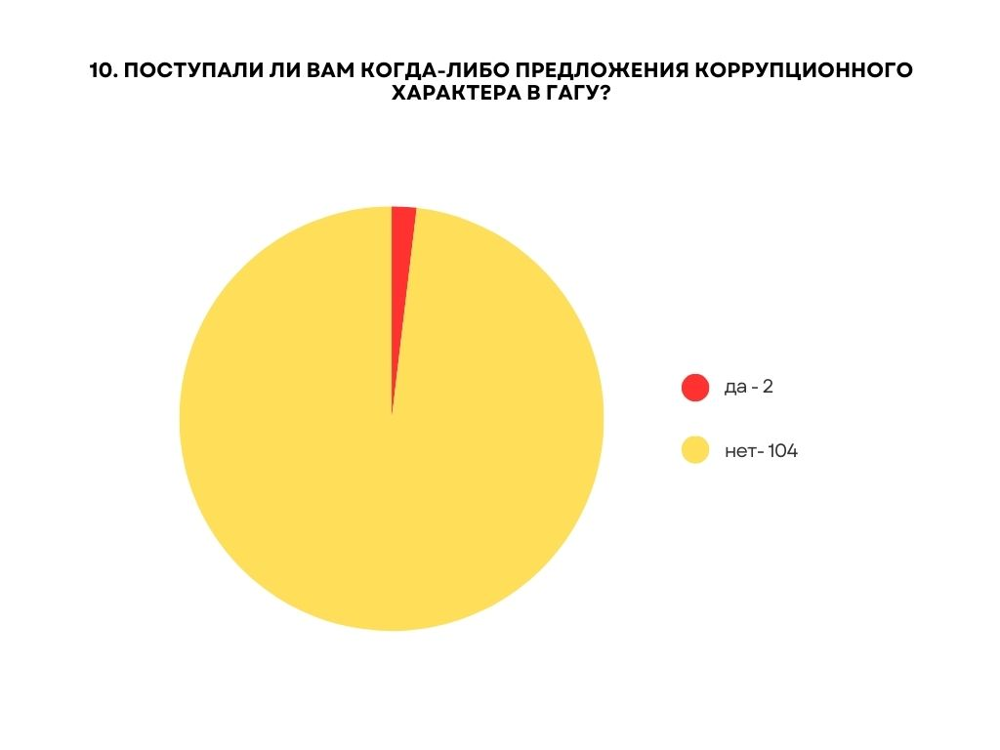 10. ПОСТУПАЛИ ЛИ ВАМ КОГДА-ЛИБО ПРЕДЛОЖЕНИЯ КОРРУПЦИОННОГО
ХАРАКТЕРА В ГАГУ?
да - 2
нет- 104